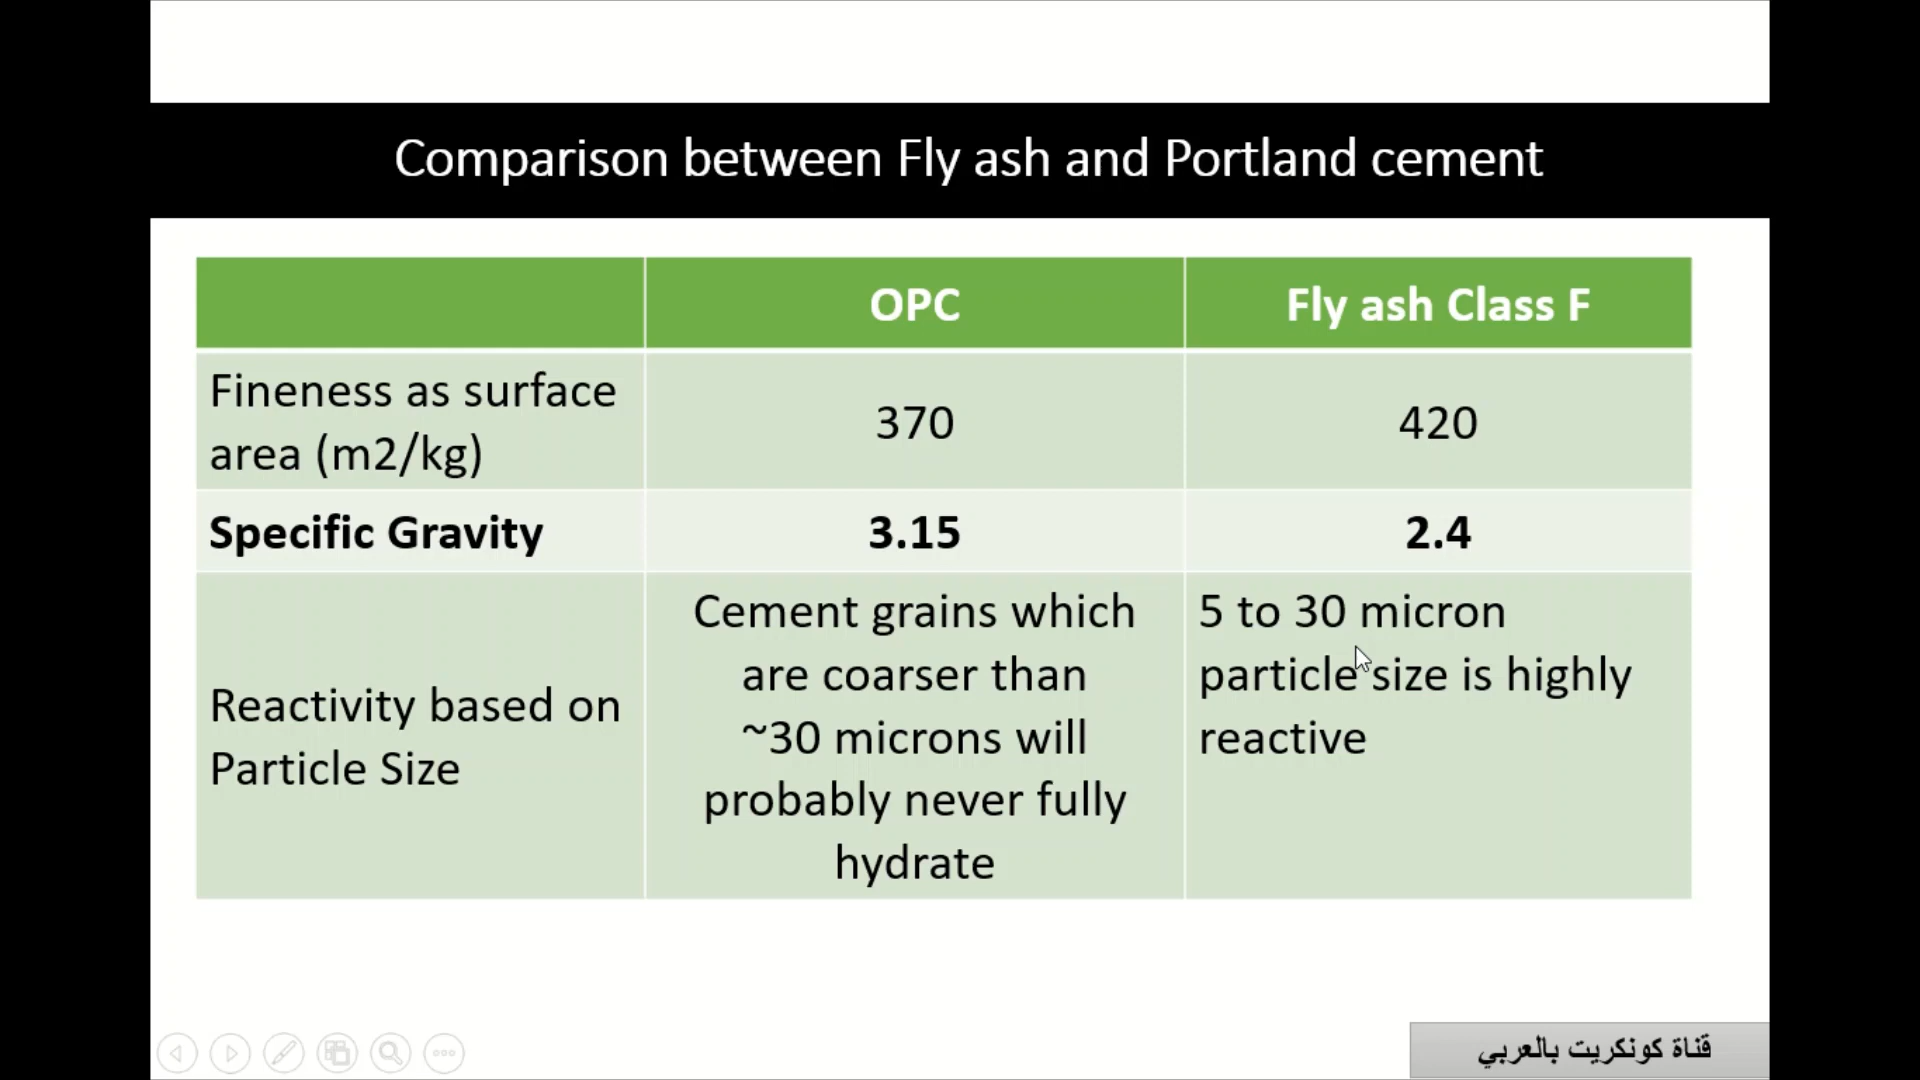 Comparison between Fly ash and Portland cement
OPC
Fly ash Class F
Fineness as surface
area (m2/kg)
370
420
Specific Gravity
3.15
2.4
Reactivity based on
Particle Size
Cement grains which
are coarser than
~30 microns will
probably never fully
hydrate
5 to 30 micron
particle size is highly
reactive
قناة كونكريت بالعربي